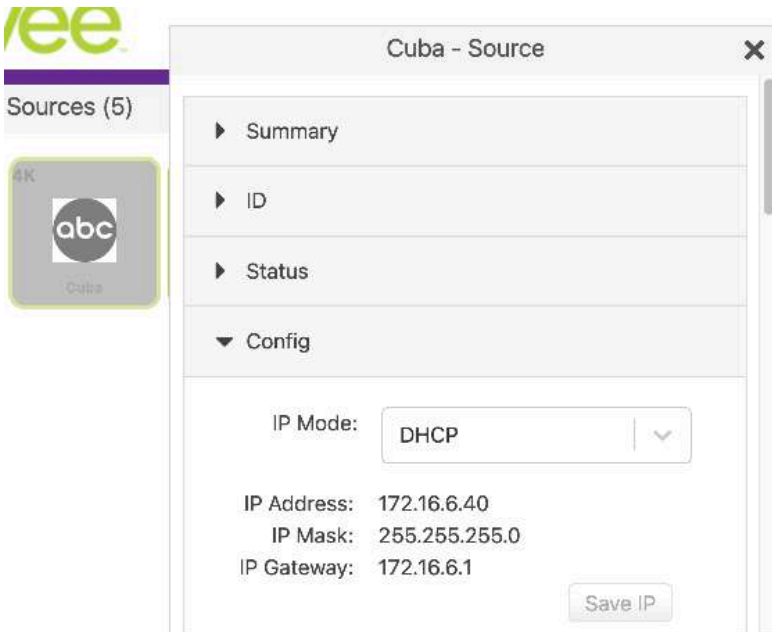 vee
Cuba - Source
Sources (5)
Summary
4K
ID
abc
Status
Cuba
Config
IP Mode: DHCP
IP Address: 172.16.6.40
IP Mask: 255.255.255.0
IP Gateway: 172.16.6.1
Save IP